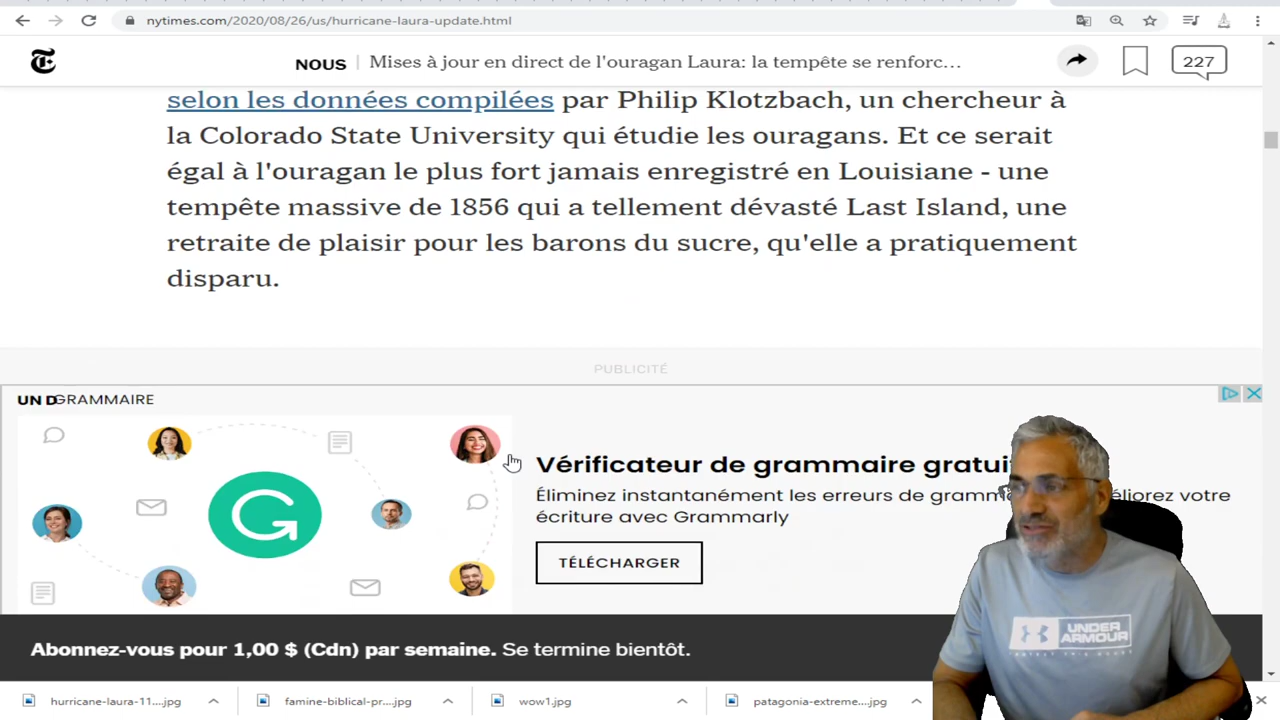 nytimes.com/2020/08/26/us/hurricane-laura-update.html
NOUS | Mises à jour en direct de l'ouragan Laura: la tempête se renforc…
227
selon les données compilées par Philip Klotzbach, un chercheur à
la Colorado State University qui étudie les ouragans. Et ce serait
égal à l'ouragan le plus fort jamais enregistré en Louisiane - une
tempête massive de 1856 qui a tellement dévasté Last Island, une
retraite de plaisir pour les barons du sucre, qu'elle a pratiquement
disparu.
PUBLICITÉ
UN D GRAMMAIRE
Vérificateur de grammaire gratui
Éliminez instantanément les erreurs de gramm éliorez votre
écriture avec Grammarly
TÉLÉCHARGER
UNDER
ARMOUR
Abonnez-vous pour 1,00 $ (Cdn) par semaine. Se termine bientôt.
hurricane-laura-11....jpg
famine-biblical-pr....jpg
wow1.jpg
patagonia-extreme....jpg